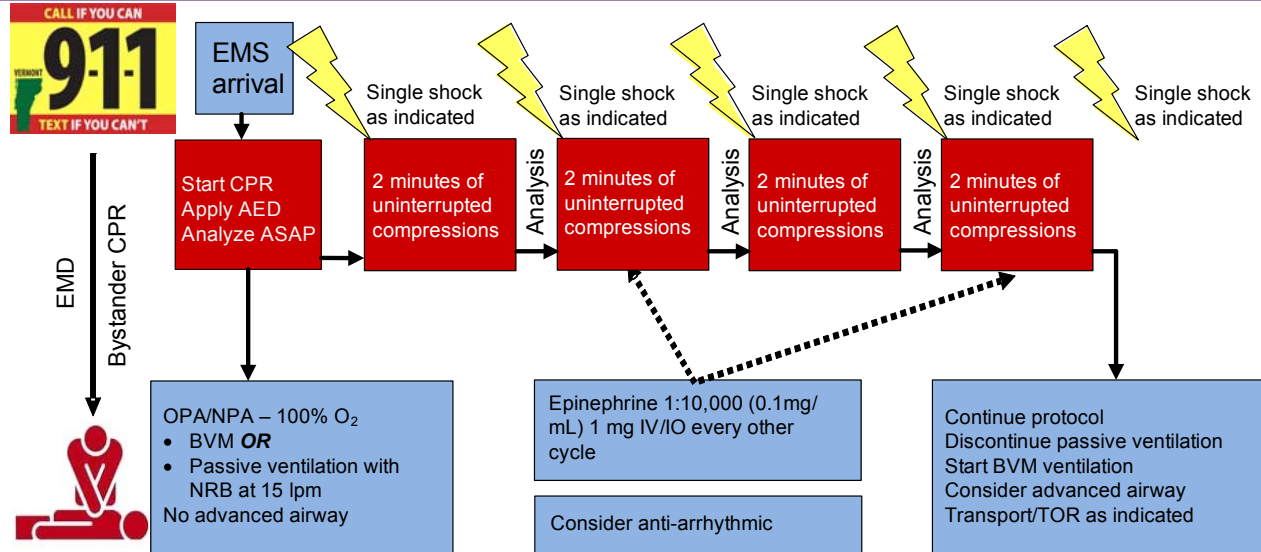 CALL IF YOU CAN
VERMONT
9-1-1
TEXT IF YOU CAN'T
EMS
arrival
Single shock
as indicated
Single shock
as indicated
Single shock
as indicated
Single shock
as indicated
Single shock
as indicated
Start CPR
Apply AED
Analyze ASAP
2 minutes of
uninterrupted
compressions
Analysis
2 minutes of
uninterrupted
compressions
Analysis
2 minutes of
uninterrupted
compressions
Analysis
2 minutes of
uninterrupted
compressions
EMD
Bystander CPR
OPA/NPA – 100% O₂
• BVM OR
• Passive ventilation with
NRB at 15 lpm
No advanced airway
Epinephrine 1:10,000 (0.1mg/
mL) 1 mg IV/IO every other
cycle
Consider anti-arrhythmic
Continue protocol
Discontinue passive ventilation
Start BVM ventilation
Consider advanced airway
Transport/TOR as indicated